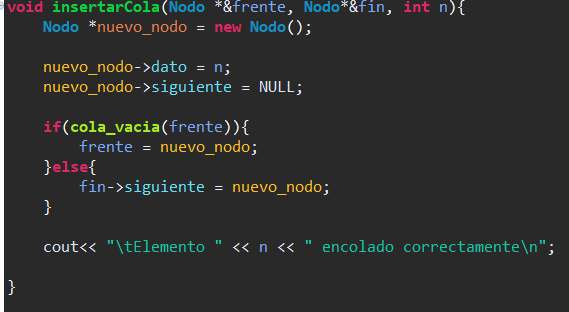 void insertarCola(Nodo *&frente, Nodo*&fin, int n){
    Nodo *nuevo_nodo = new Nodo();

    nuevo_nodo->dato = n;
    nuevo_nodo->siguiente = NULL;

    if(cola_vacia(frente)){
        frente = nuevo_nodo;
    }else{
        fin->siguiente = nuevo_nodo;
    }

    cout<< "\tElemento " << n << " encolado correctamente\n";

}